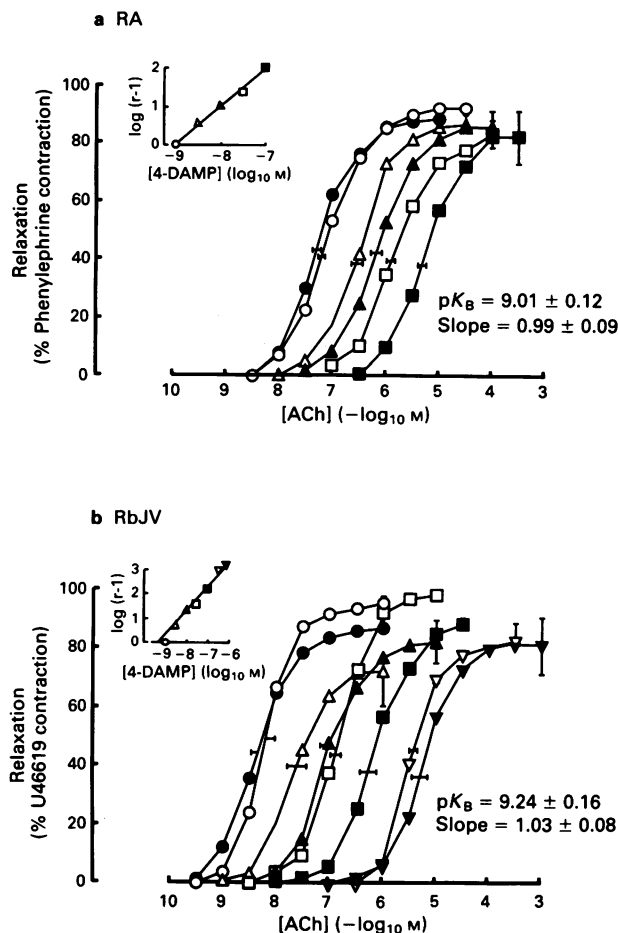 a RA
2
1
0
log (r-1)
-9 -8 -7
[4-DAMP] (log10 M)
100
80
60
40
20
0
Relaxation
(% Phenylephrine contraction)
pKB = 9.01 ± 0.12
Slope = 0.99 ± 0.09
10 9 8 7 6 5 4 3
[ACh] (−log10 M)
b RbJV
3
2
1
0
log (r-1)
-9 -8 -7 -6
[4-DAMP] (log10 M)
100
80
60
40
20
0
Relaxation
(% U46619 contraction)
pKB = 9.24 ± 0.16
Slope = 1.03 ± 0.08
10 9 8 7 6 5 4 3
[ACh] (−log10 M)